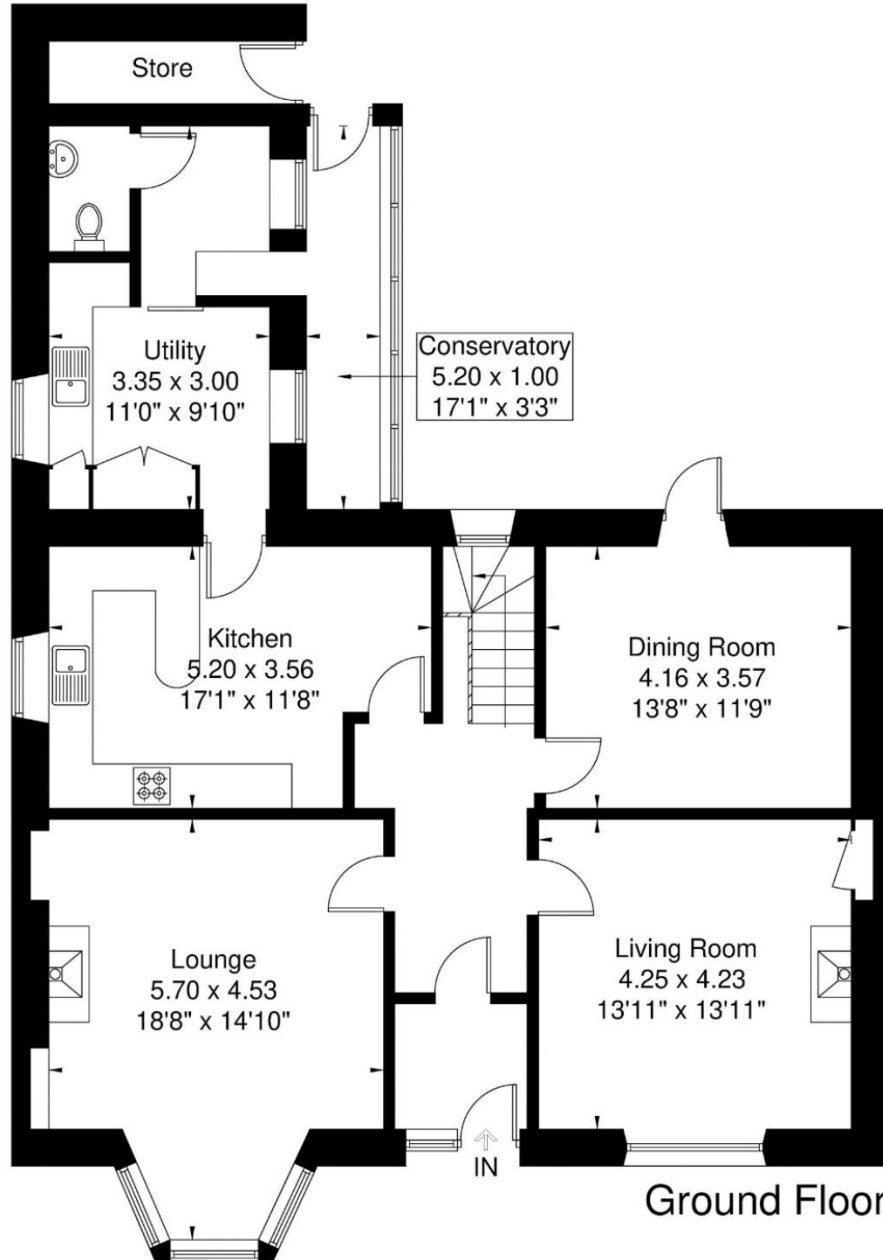 Store
Utility
3.35 x 3.00
11'0" x 9'10"
Conservatory
5.20 x 1.00
17'1" x 3'3"
Kitchen
5.20 x 3.56
17'1" x 11'8"
Dining Room
4.16 x 3.57
13'8" x 11'9"
Lounge
5.70 x 4.53
18'8" x 14'10"
Living Room
4.25 x 4.23
13'11" x 13'11"
IN
Ground Floor